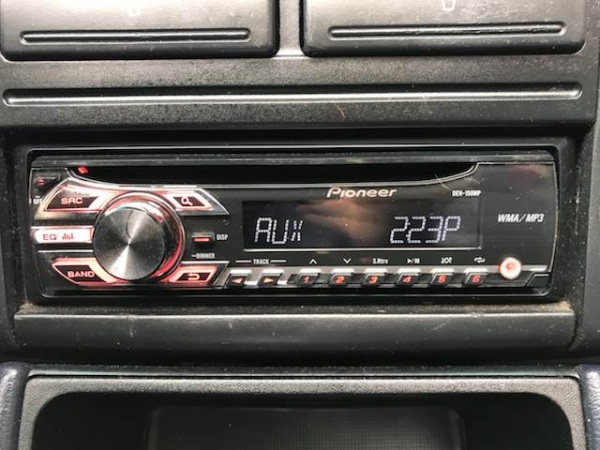 Pioneer
DEH-150MP
SRC
EQ
DISP
AUX 223P
WMA/MP3
DIMMER
BAND
TRACK
S.Rtrv
1 2 3 4 5 6